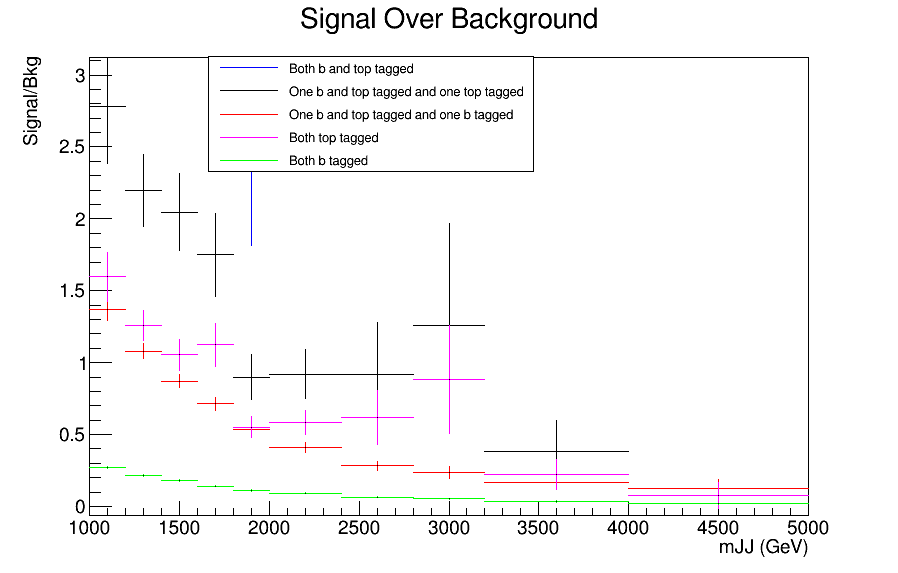 Signal Over Background
Signal/Bkg
Both b and top tagged
One b and top tagged and one top tagged
One b and top tagged and one b tagged
Both top tagged
Both b tagged
3
2.5
2
1.5
1
0.5
0
1000 1500 2000 2500 3000 3500 4000 4500 5000
mJJ (GeV)